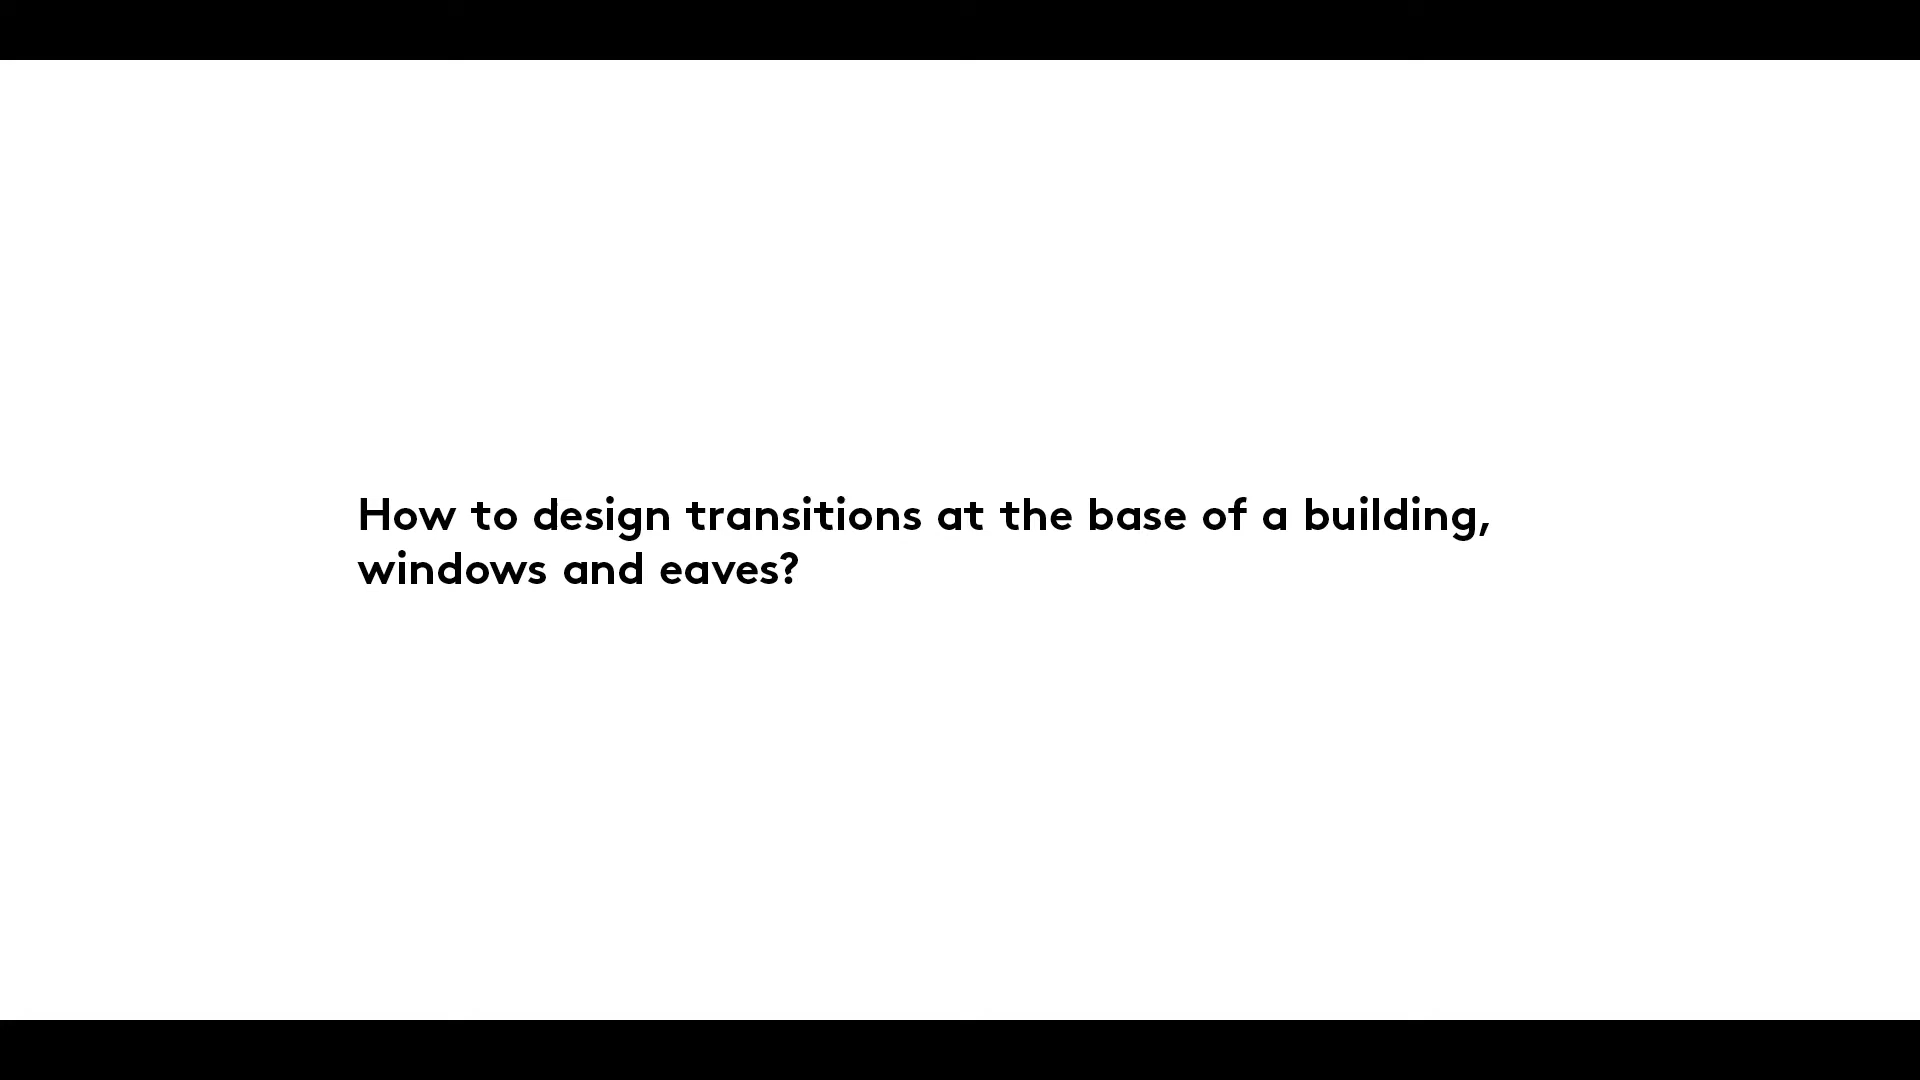 How to design transitions at the base of a building,
windows and eaves?